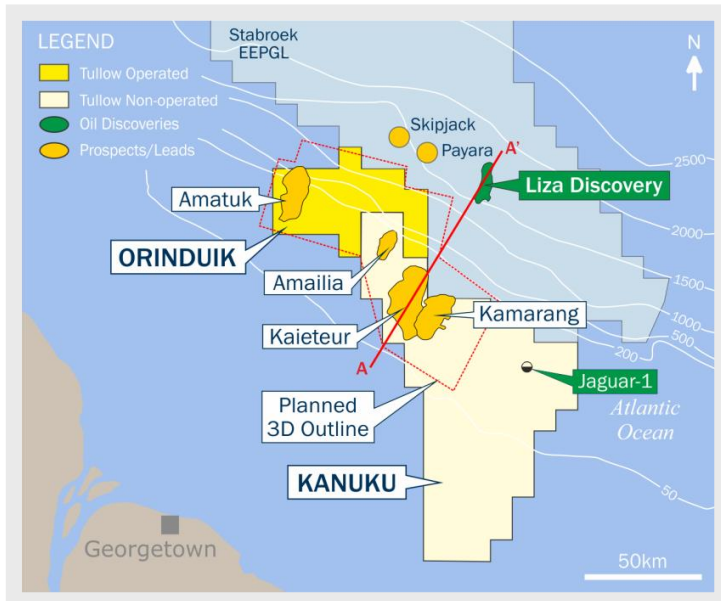 LEGEND
Tullow Operated
Tullow Non-operated
Oil Discoveries
Prospects/Leads
Stabroek
EEPGL
N
Skipjack
Payara
A'
2500
Liza Discovery
Amatuk
2000
ORINDUIK
Amailia
1500
Kaieteur
Kamarang
1000
500
200
A
Jaguar-1
Planned
3D Outline
Atlantic
Ocean
KANUKU
50
Georgetown
50km